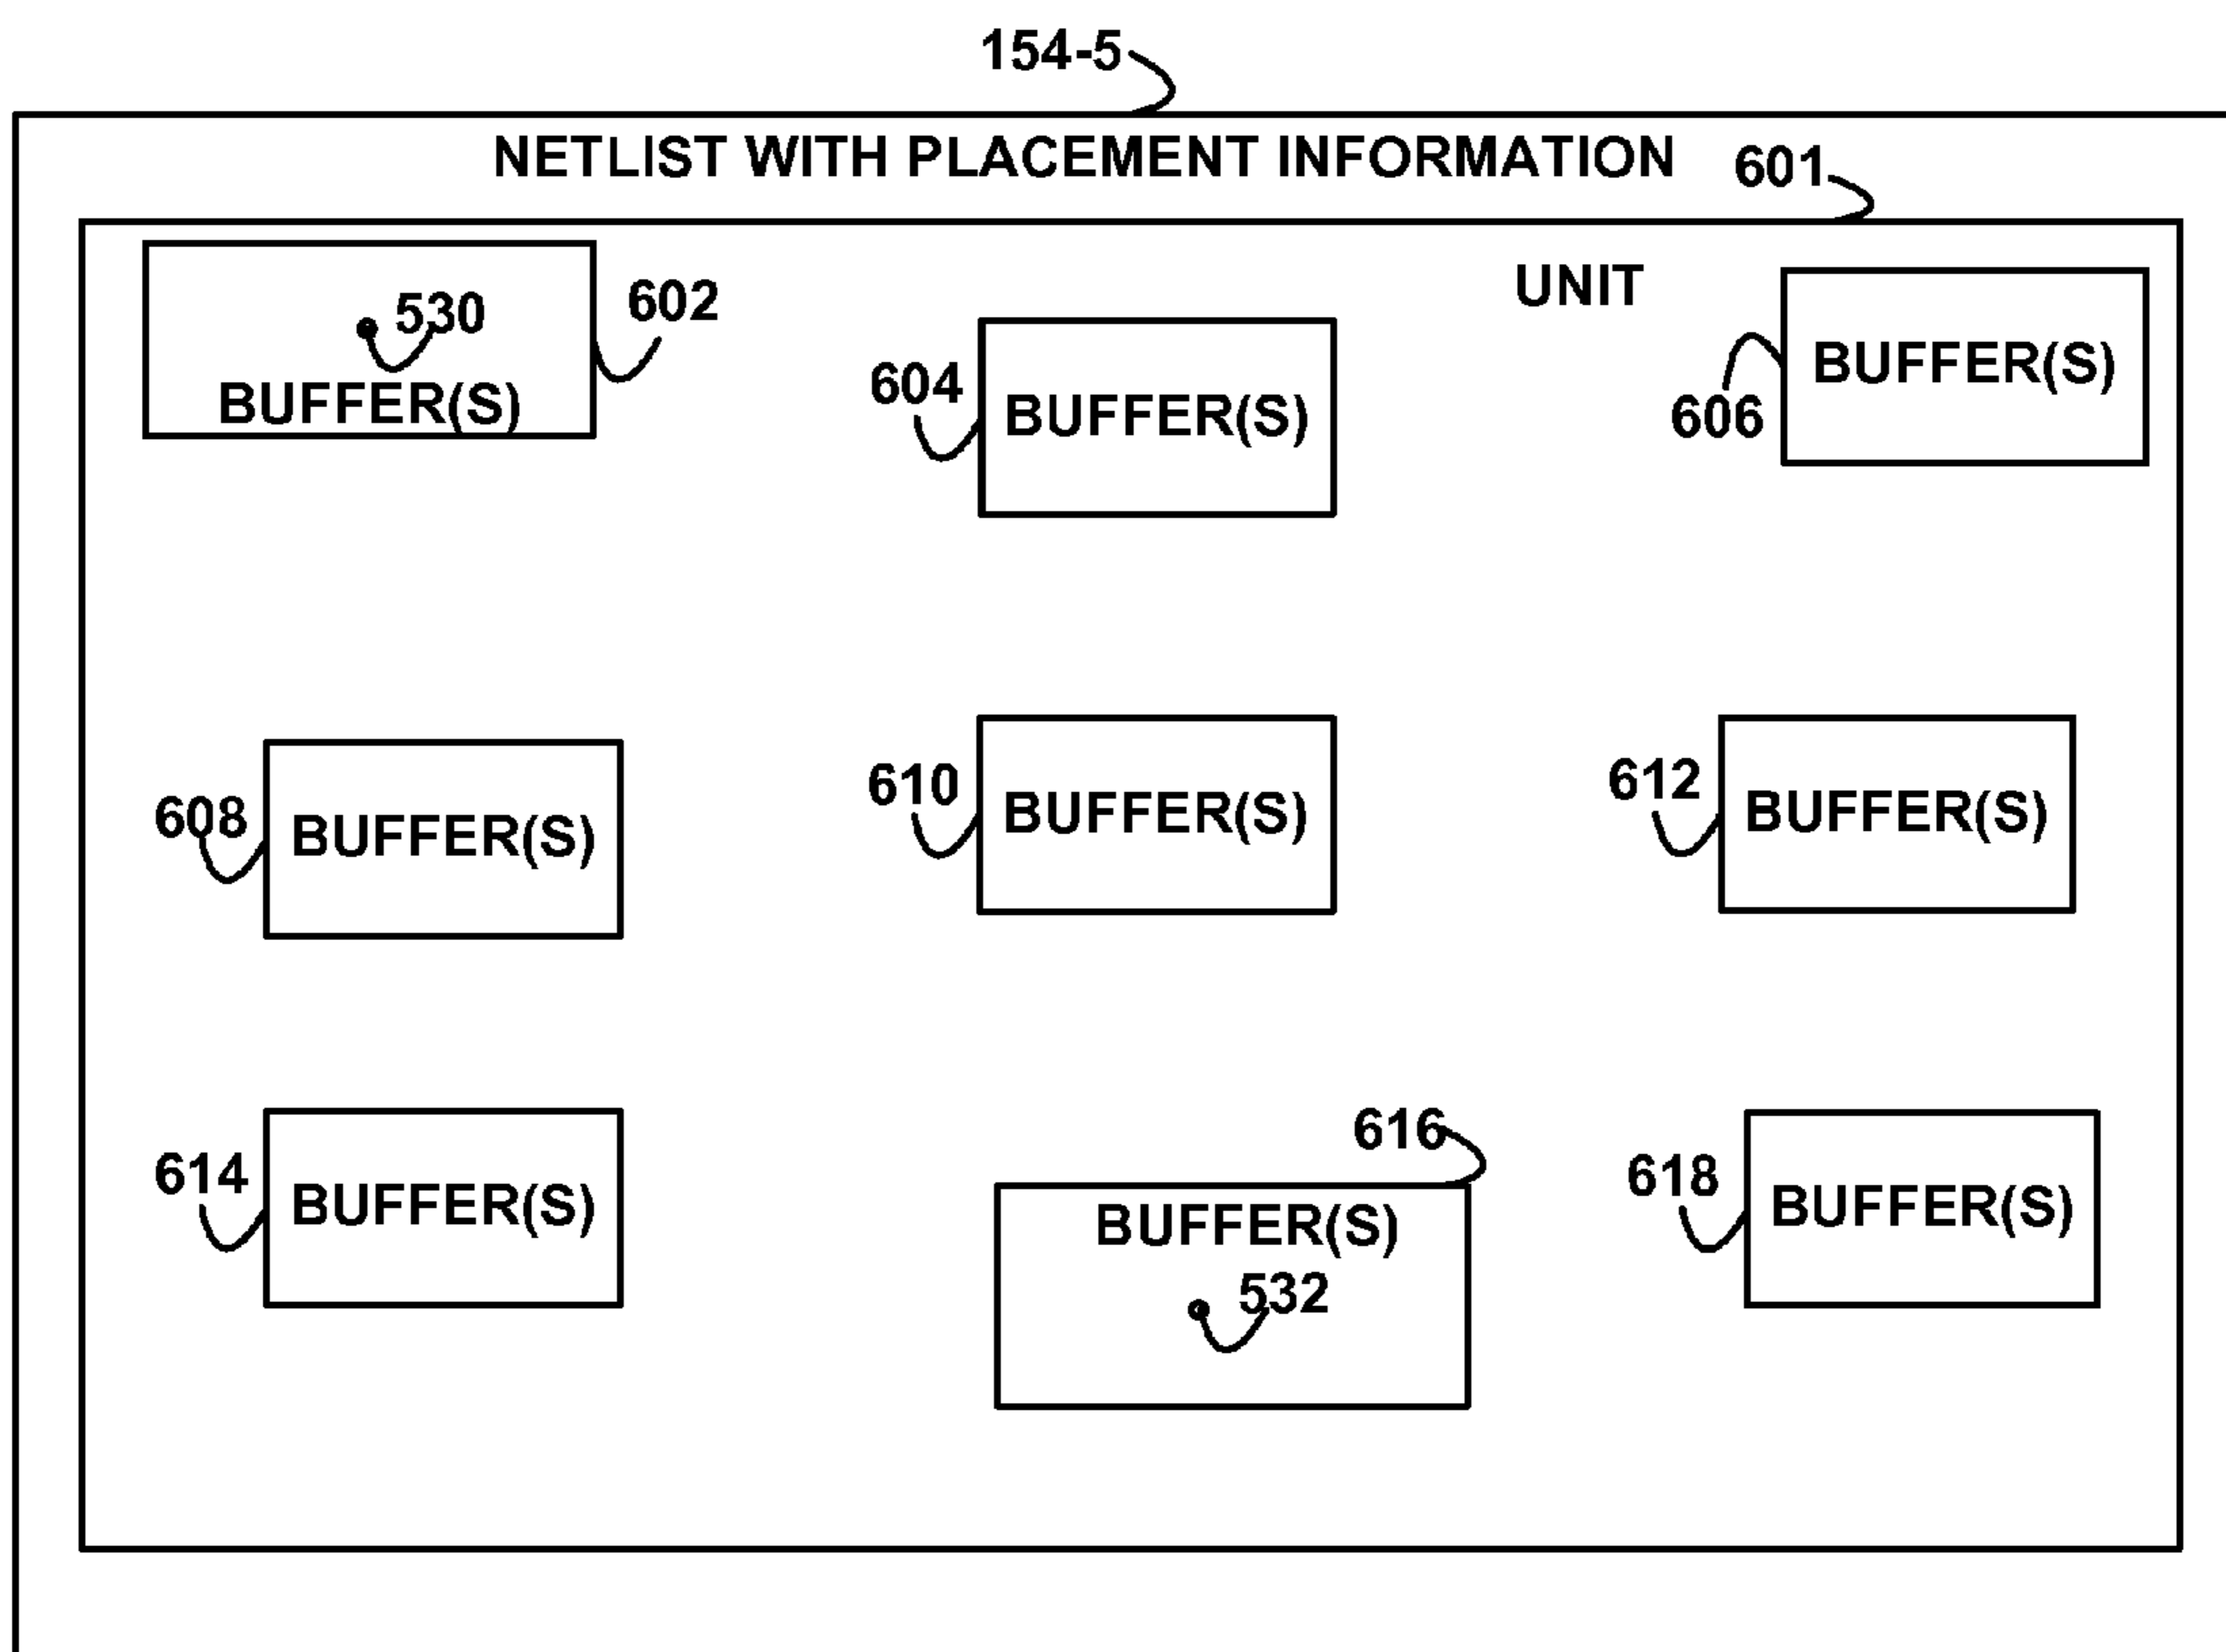 154-5
NETLIST WITH PLACEMENT INFORMATION
601
530
BUFFER(S)
602
604
BUFFER(S)
UNIT
606
BUFFER(S)
608
BUFFER(S)
610
BUFFER(S)
612
BUFFER(S)
614
BUFFER(S)
616
BUFFER(S)
532
618
BUFFER(S)